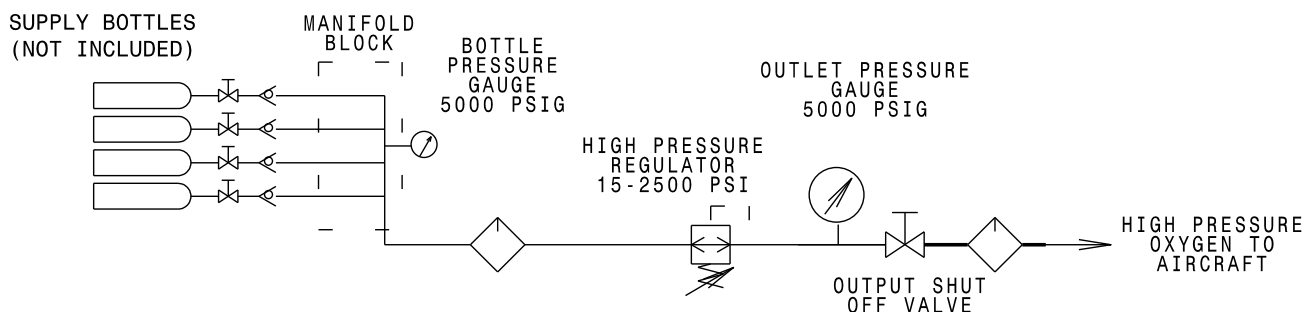 SUPPLY BOTTLES
(NOT INCLUDED)
MANIFOLD
BLOCK
BOTTLE
PRESSURE
GAUGE
5000 PSIG
OUTLET PRESSURE
GAUGE
5000 PSIG
HIGH PRESSURE
REGULATOR
15-2500 PSI
OUTPUT SHUT
OFF VALVE
HIGH PRESSURE
OXYGEN TO
AIRCRAFT